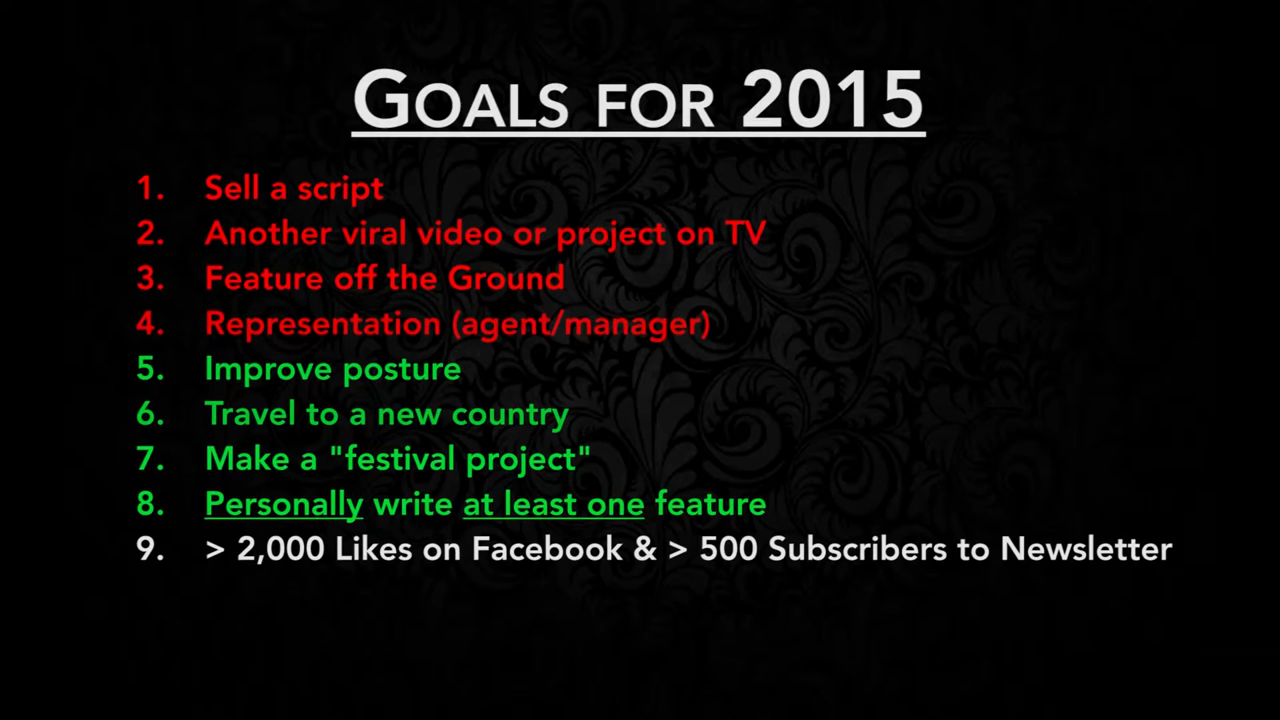 GOALS FOR 2015
1. Sell a script
2. Another viral video or project on TV
3. Feature off the Ground
4. Representation (agent/manager)
5. Improve posture
6. Travel to a new country
7. Make a "festival project"
8. Personally write at least one feature
9. > 2,000 Likes on Facebook & > 500 Subscribers to Newsletter